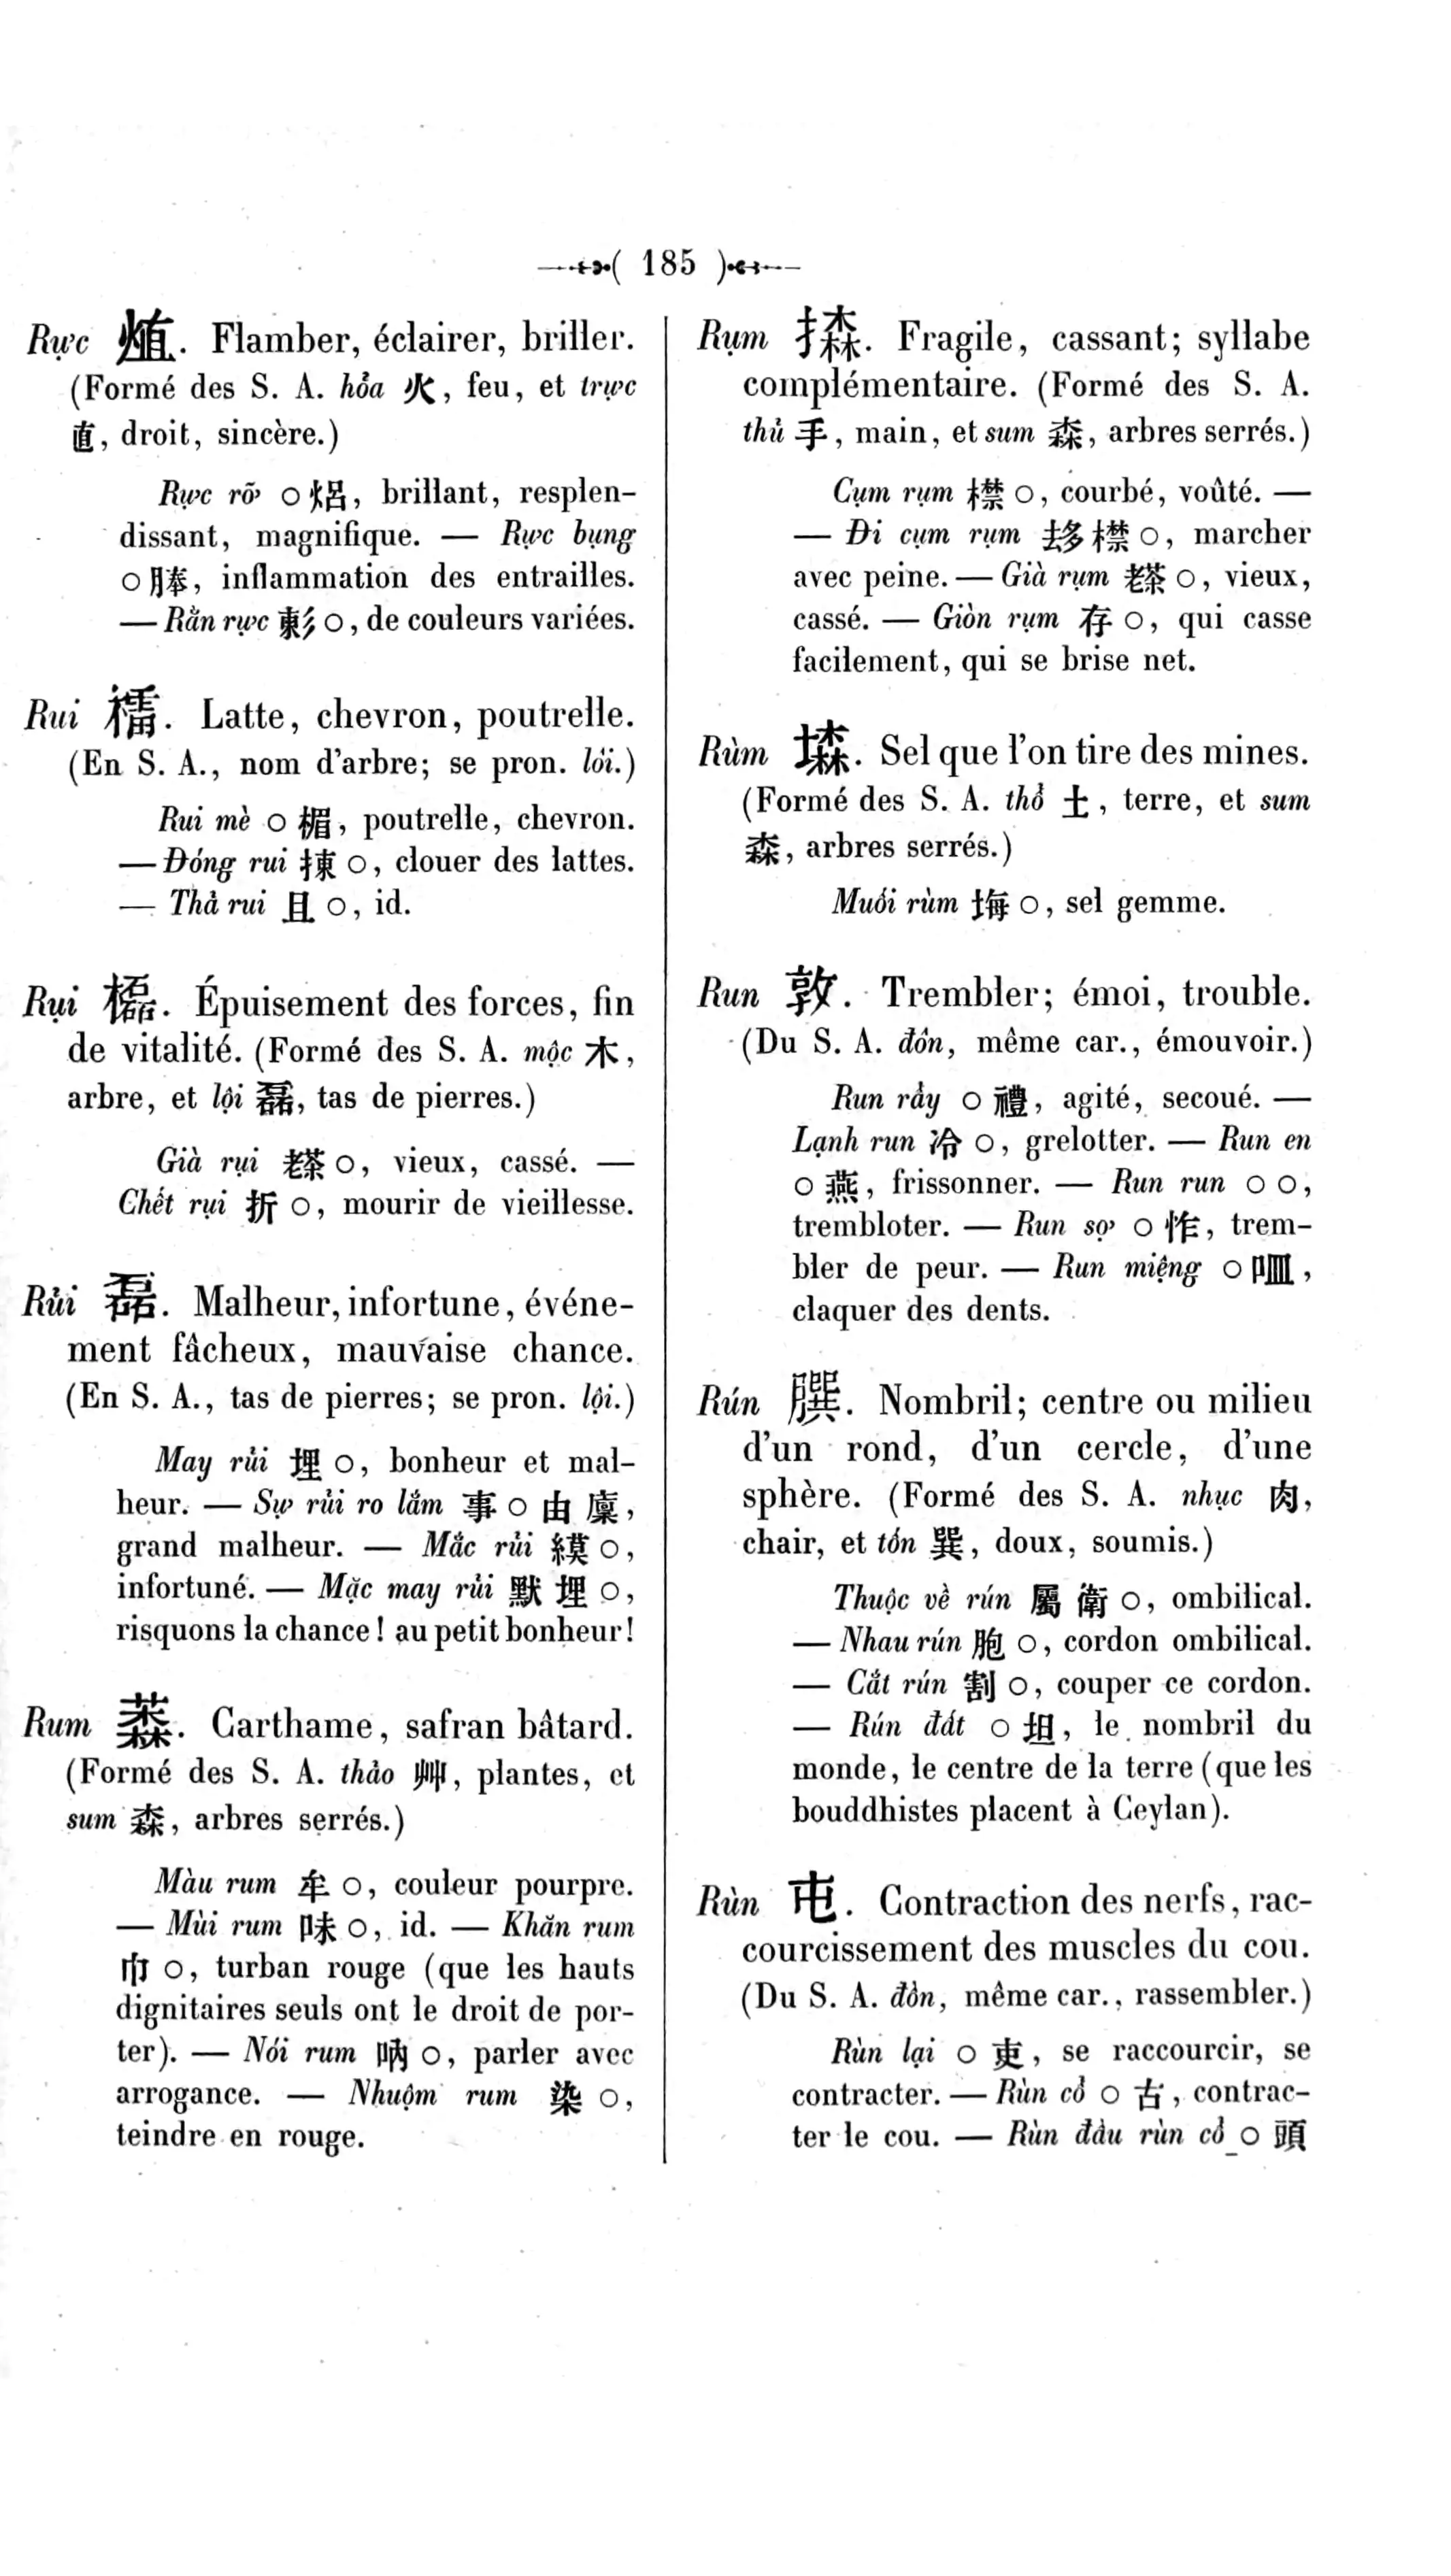 ( 185 )
Rực 熾. Flamber, éclairer, briller.
(Formé des S. A. hỏa 火, feu, et trực
直, droit, sincère.)
Rực rỡ ○ 焒, brillant, resplen-
dissant, magnifique. — Rực bụng
○ 膟, inflammation des entrailles.
— Rằn rực ○, de couleurs variées.
Rui 檽. Latte, chevron, poutrelle.
(En S. A., nom d'arbre; se pron. lôi.)
Rui mè ○ 楣, poutrelle, chevron.
— Đóng rui 揀 ○, clouer des lattes.
— Thả rui 且 ○, id.
Rụi 櫑. Épuisement des forces, fin
de vitalité. (Formé des S. A. mộc 木,
arbre, et lội 磊, tas de pierres.)
Già rụi ○, vieux, cassé. —
Chết rụi 折 ○, mourir de vieillesse.
Rủi 磊. Malheur, infortune, événe-
ment fâcheux, mauvaise chance.
(En S. A., tas de pierres; se pron. lội.)
May rủi 埋 ○, bonheur et mal-
heur. — Sự rủi ro lắm 事 ○ 由 廩,
grand malheur. — Mắc rủi 縸 ○,
infortuné. — Mặc may rủi 默 埋 ○,
risquons la chance! au petit bonheur!
Rum 蕬. Carthame, safran bâtard.
(Formé des S. A. thảo 艸, plantes, et
sum 森, arbres serrés.)
Màu rum 牟 ○, couleur pourpre.
— Mùi rum 味 ○, id. — Khăn rum
巾 ○, turban rouge (que les hauts
dignitaires seuls ont le droit de por-
ter). — Nói rum 吶 ○, parler avec
arrogance. — Nhuộm rum 染 ○,
teindre en rouge.
Rụm. Fragile, cassant; syllabe
complémentaire. (Formé des S. A.
thủ 手, main, et sum 森, arbres serrés.)
Cụm rụm 檪 ○, courbé, voûté. —
— Đi cụm rụm ○, marcher
avec peine. — Già rụm ○, vieux,
cassé. — Giòn rụm 存 ○, qui casse
facilement, qui se brise net.
Rùm. Sel que l'on tire des mines.
(Formé des S. A. thổ 土, terre, et sum
森, arbres serrés.)
Muối rùm 塰 ○, sel gemme.
Run 敦. Trembler; émoi, trouble.
(Du S. A. đôn, même car., émouvoir.)
Run rẩy ○ 禮, agité, secoué. —
Lạnh run 冷 ○, grelotter. — Run en
○ 燕, frissonner. — Run run ○ ○,
trembloter. — Run sợ ○ 怍, trem-
bler de peur. — Run miệng ○ 𠰘,
claquer des dents.
Rún. Nombril; centre ou milieu
d'un rond, d'un cercle, d'une
sphère. (Formé des S. A. nhục 肉,
chair, et tốn 巽, doux, soumis.)
Thuộc về rún 屬 衛 ○, ombilical.
— Nhau rún 胞 ○, cordon ombilical.
— Cắt rún 割 ○, couper ce cordon.
— Rún đất ○ 坦, le nombril du
monde, le centre de la terre (que les
bouddhistes placent à Ceylan).
Rùn 屯. Contraction des nerfs, rac-
courcissement des muscles du cou.
(Du S. A. đồn, même car., rassembler.)
Rùn lại ○ 吏, se raccourcir, se
contracter. — Rùn cổ ○ 古, contrac-
ter le cou. — Rùn đầu rùn cổ ○ 頭